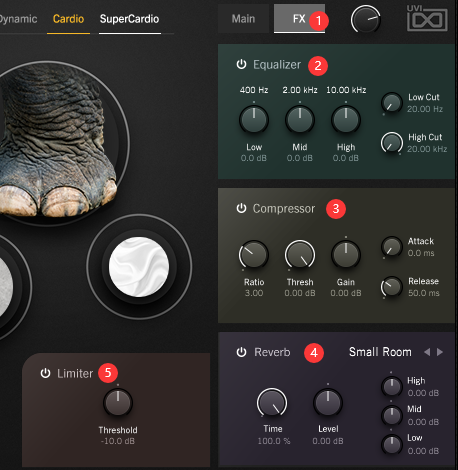 Dynamic Cardio SuperCardio
Main FX 1
UVI
Equalizer 2
400 Hz 2.00 kHz 10.00 kHz
Low Cut
20.00 Hz
Low Mid High
0.0 dB 0.0 dB 0.0 dB
High Cut
20.00 kHz
Compressor 3
Attack
0.0 ms
Ratio Thresh Gain
3.00 0.00 dB 0.00 dB
Release
50.0 ms
Reverb 4 Small Room
High
0.00 dB
Mid
0.00 dB
Low
0.00 dB
Time Level
100.0 % 0.00 dB
Limiter 5
Threshold
-10.0 dB